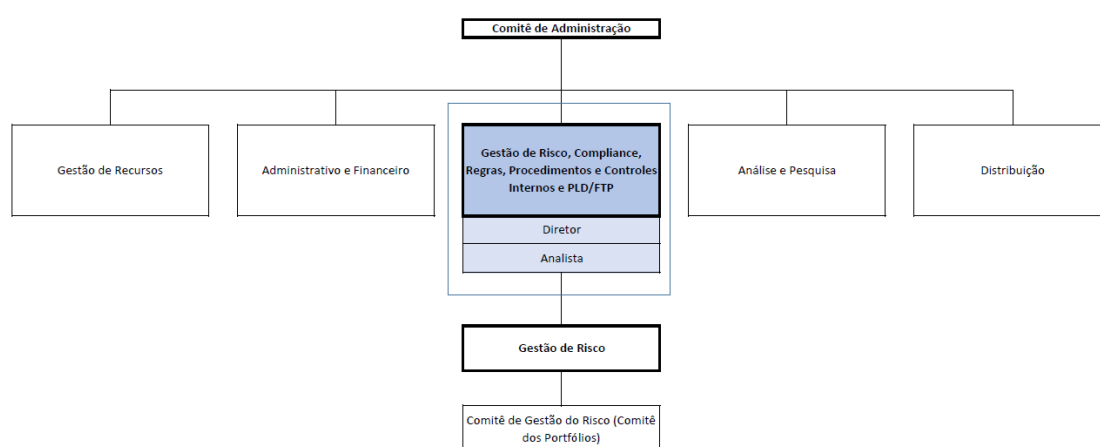 Comitê de Administração
Gestão de Recursos
Administrativo e Financeiro
Gestão de Risco, Compliance,
Regras, Procedimentos e Controles
Internos e PLD/FTP
Análise e Pesquisa
Distribuição
Diretor
Analista
Gestão de Risco
Comitê de Gestão do Risco (Comitê
dos Portfólios)